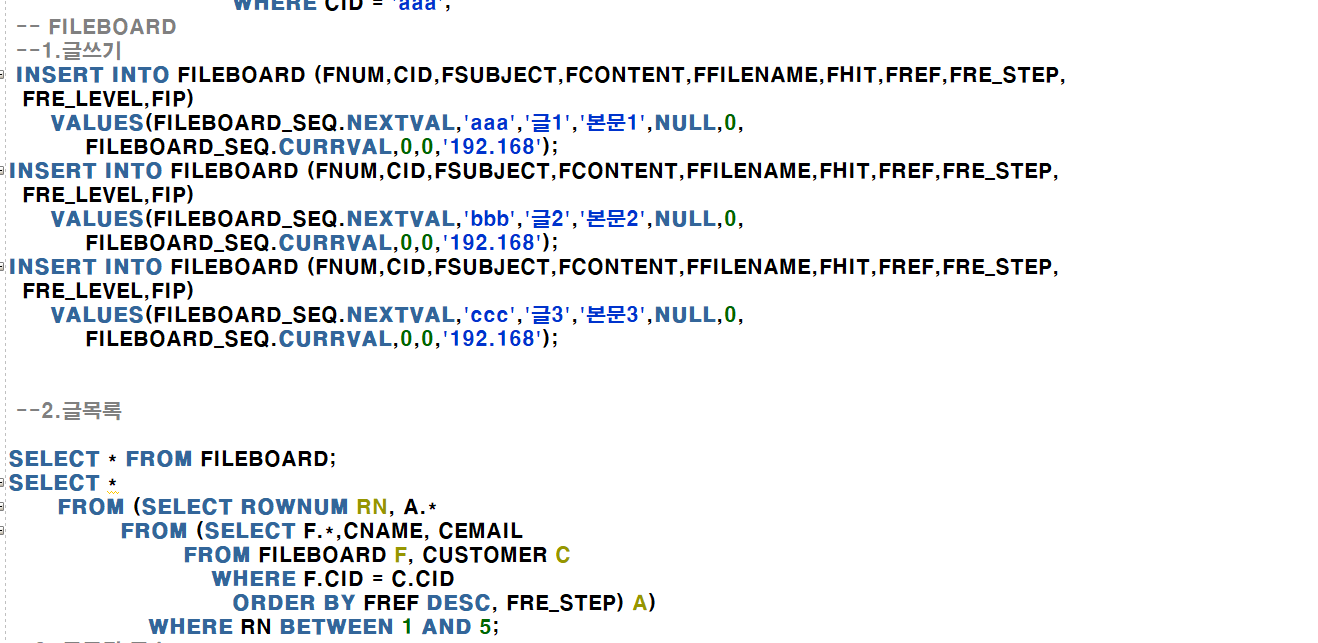 WHERE CID = 'aaa';
-- FILEBOARD
--1.글쓰기
INSERT INTO FILEBOARD (FNUM,CID,FSUBJECT,FCONTENT,FFILENAME,FHIT,FREF,FRE_STEP,
FRE_LEVEL,FIP)
VALUES(FILEBOARD_SEQ.NEXTVAL,'aaa','글1','본문1',NULL,0,
FILEBOARD_SEQ.CURRVAL,0,0,'192.168');
INSERT INTO FILEBOARD (FNUM,CID,FSUBJECT,FCONTENT,FFILENAME,FHIT,FREF,FRE_STEP,
FRE_LEVEL,FIP)
VALUES(FILEBOARD_SEQ.NEXTVAL,'bbb','글2','본문2',NULL,0,
FILEBOARD_SEQ.CURRVAL,0,0,'192.168');
INSERT INTO FILEBOARD (FNUM,CID,FSUBJECT,FCONTENT,FFILENAME,FHIT,FREF,FRE_STEP,
FRE_LEVEL,FIP)
VALUES(FILEBOARD_SEQ.NEXTVAL,'ccc','글3','본문3',NULL,0,
FILEBOARD_SEQ.CURRVAL,0,0,'192.168');
--2.글목록
SELECT * FROM FILEBOARD;
SELECT *
FROM (SELECT ROWNUM RN, A.*
FROM (SELECT F.*,CNAME, CEMAIL
FROM FILEBOARD F, CUSTOMER C
WHERE F.CID = C.CID
ORDER BY FREF DESC, FRE_STEP) A)
WHERE RN BETWEEN 1 AND 5;